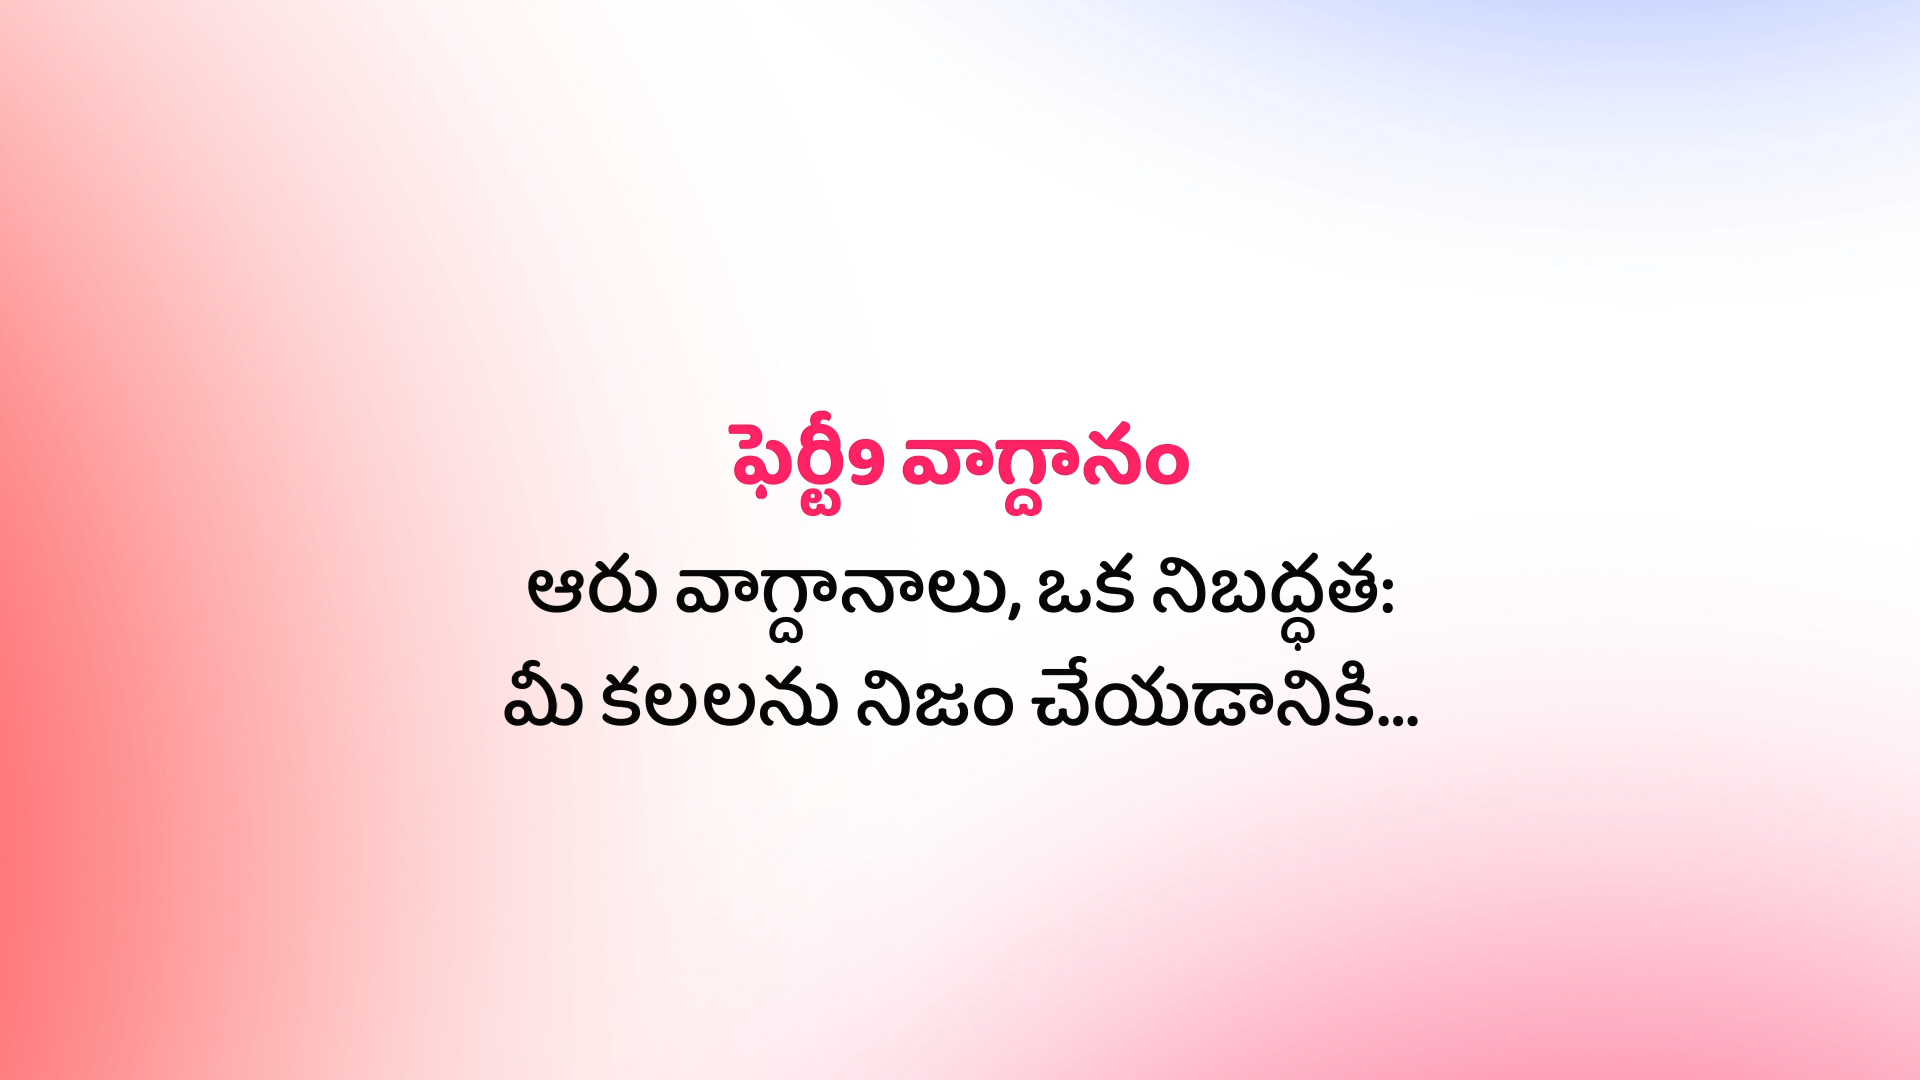 ఫెర్టీ9 వాగ్దానం
ఆరు వాగ్దానాలు, ఒక నిబద్ధత:
మీ కలలను నిజం చేయడానికి...